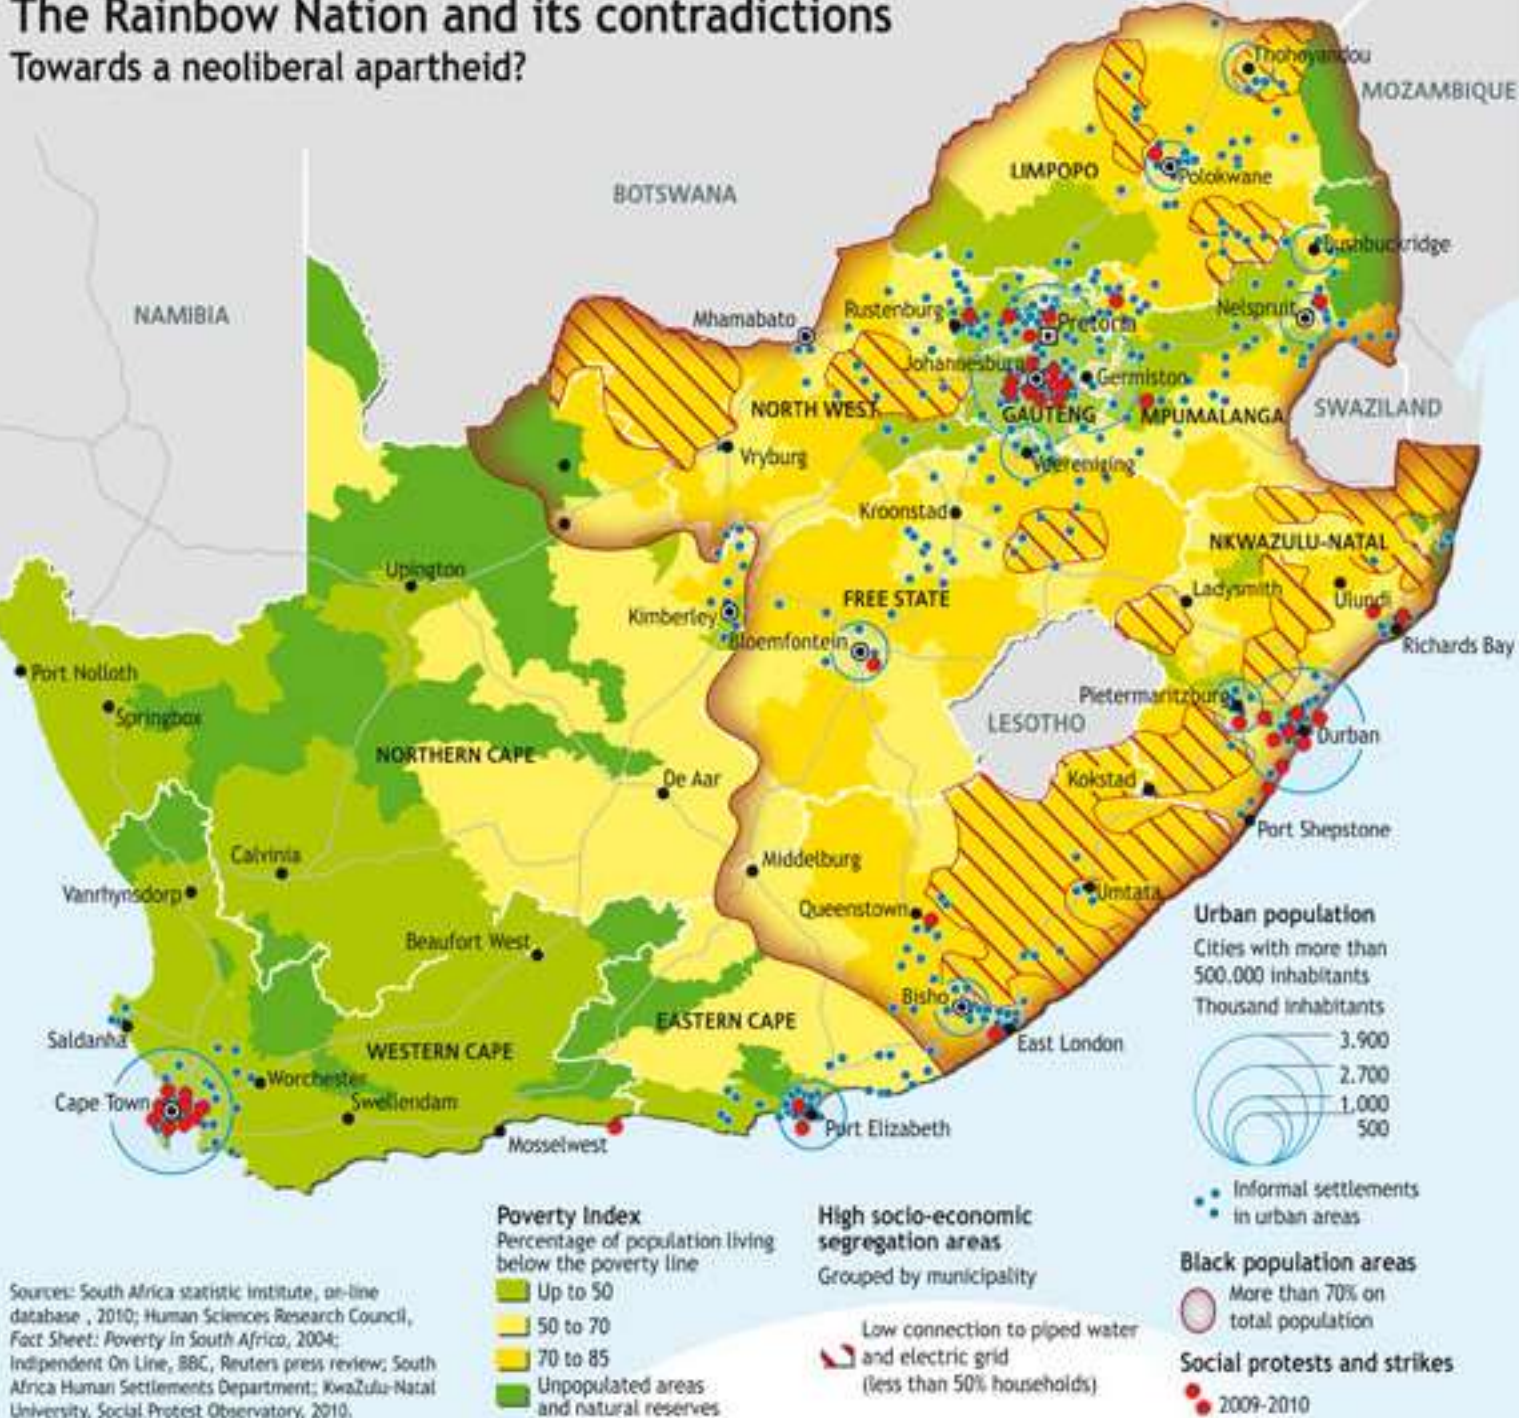 The Rainbow Nation and its contradictions
Towards a neoliberal apartheid?
Thohoyandou
MOZAMBIQUE
LIMPOPO
Polokwane
BOTSWANA
Bushbuckridge
NAMIBIA
Mhamabato
Rustenburg
Pretoria
Nelspruit
Johannesburg
Germiston
NORTH WEST
GAUTENG
MPUMALANGA
SWAZILAND
Vryburg
Veereniging
Kroonstad
NKWAZULU-NATAL
Upington
Ladysmith
Ulundi
Kimberley
FREE STATE
Bloemfontein
Richards Bay
Port Nolloth
Springbox
Pietermaritzburg
LESOTHO
Durban
NORTHERN CAPE
De Aar
Kokstad
Port Shepstone
Calvinia
Middelburg
Vanrhynsdorp
Umtata
Queenstown
Beaufort West
Bisho
EASTERN CAPE
East London
Saldanha
WESTERN CAPE
Worchester
Cape Town
Swellendam
Port Elizabeth
Mosselwest
Urban population
Cities with more than
500.000 inhabitants
Thousand inhabitants
3.900
2.700
1.000
500
Informal settlements
in urban areas
Black population areas
More than 70% on
total population
Social protests and strikes
2009-2010
Poverty Index
Percentage of population living
below the poverty line
Up to 50
50 to 70
70 to 85
Unpopulated areas
and natural reserves
High socio-economic
segregation areas
Grouped by municipality
Low connection to piped water
and electric grid
(less than 50% households)
Sources: South Africa statistic institute, on-line
database , 2010; Human Sciences Research Council,
Fact Sheet: Poverty in South Africa, 2004;
Indipendent On Line, BBC, Reuters press review; South
Africa Human Settlements Department; KwaZulu-Natal
University, Social Protest Observatory, 2010.